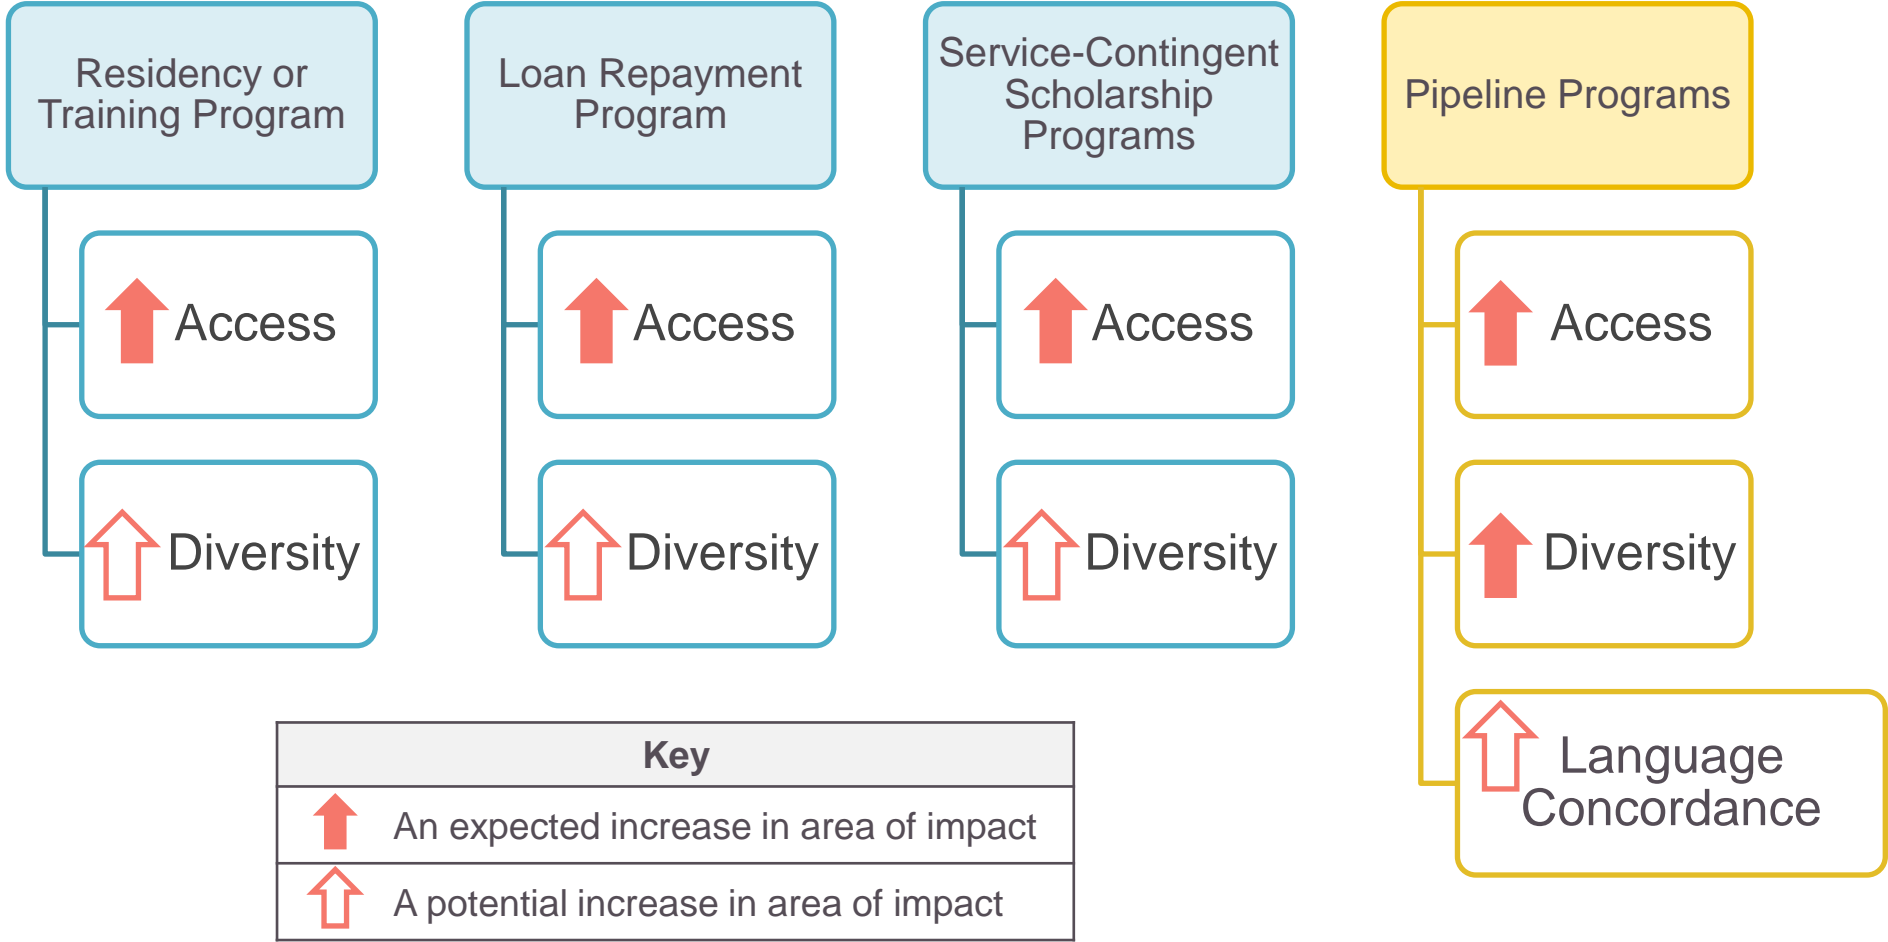 Residency or
Training Program
Loan Repayment
Program
Service-Contingent
Scholarship
Programs
Pipeline Programs
Access
Access
Access
Access
Diversity
Diversity
Diversity
Diversity
Language
Concordance
Key
An expected increase in area of impact
A potential increase in area of impact